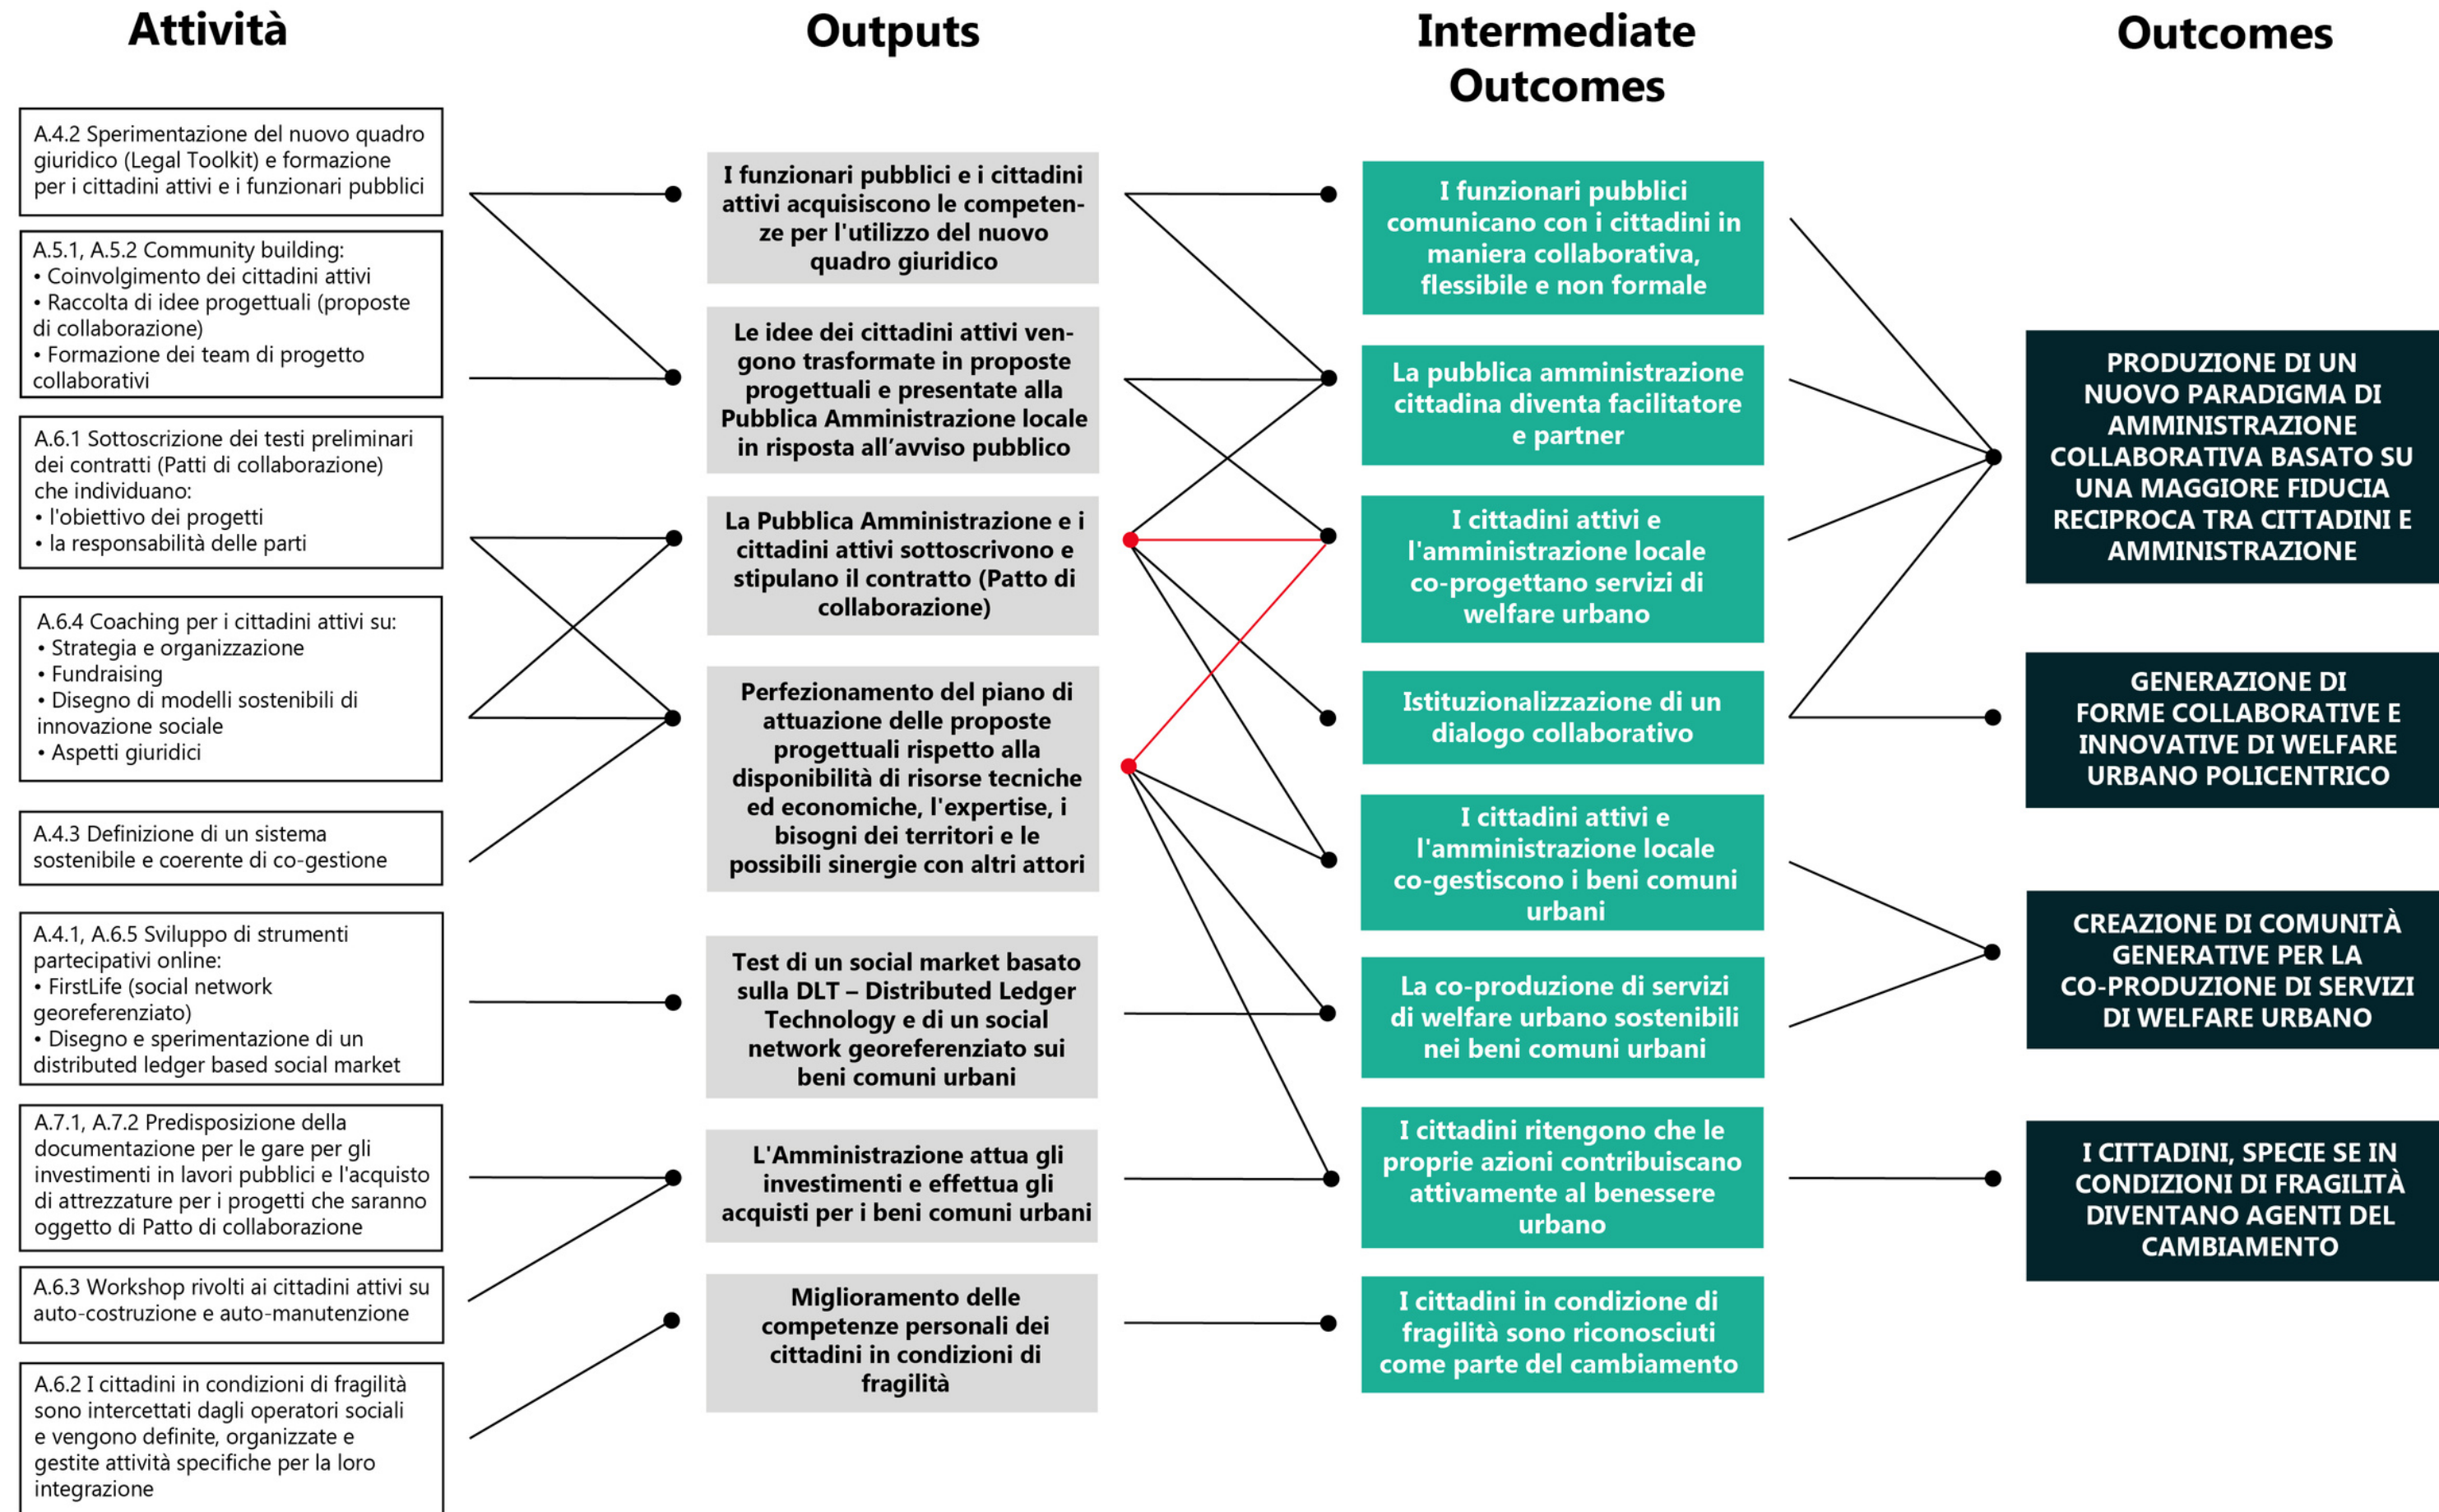 Attività
A.4.2 Sperimentazione del nuovo quadro
giuridico (Legal Toolkit) e formazione
per i cittadini attivi e i funzionari pubblici
A.5.1, A.5.2 Community building:
• Coinvolgimento dei cittadini attivi
• Raccolta di idee progettuali (proposte
di collaborazione)
• Formazione dei team di progetto
collaborativi
A.6.1 Sottoscrizione dei testi preliminari
dei contratti (Patti di collaborazione)
che individuano:
• l'obiettivo dei progetti
• la responsabilità delle parti
A.6.4 Coaching per i cittadini attivi su:
• Strategia e organizzazione
• Fundraising
• Disegno di modelli sostenibili di
innovazione sociale
• Aspetti giuridici
A.4.3 Definizione di un sistema
sostenibile e coerente di co-gestione
A.4.1, A.6.5 Sviluppo di strumenti
partecipativi online:
• FirstLife (social network
georeferenziato)
• Disegno e sperimentazione di un
distributed ledger based social market
A.7.1, A.7.2 Predisposizione della
documentazione per le gare per gli
investimenti in lavori pubblici e l'acquisto
di attrezzature per i progetti che saranno
oggetto di Patto di collaborazione
A.6.3 Workshop rivolti ai cittadini attivi su
auto-costruzione e auto-manutenzione
A.6.2 I cittadini in condizioni di fragilità
sono intercettati dagli operatori sociali
e vengono definite, organizzate e
gestite attività specifiche per la loro
integrazione
Outputs
I funzionari pubblici e i cittadini
attivi acquisiscono le competen-
ze per l'utilizzo del nuovo
quadro giuridico
Le idee dei cittadini attivi ven-
gono trasformate in proposte
progettuali e presentate alla
Pubblica Amministrazione locale
in risposta all’avviso pubblico
La Pubblica Amministrazione e i
cittadini attivi sottoscrivono e
stipulano il contratto (Patto di
collaborazione)
Perfezionamento del piano di
attuazione delle proposte
progettuali rispetto alla
disponibilità di risorse tecniche
ed economiche, l'expertise, i
bisogni dei territori e le
possibili sinergie con altri attori
Test di un social market basato
sulla DLT – Distributed Ledger
Technology e di un social
network georeferenziato sui
beni comuni urbani
L'Amministrazione attua gli
investimenti e effettua gli
acquisti per i beni comuni urbani
Miglioramento delle
competenze personali dei
cittadini in condizioni di
fragilità
Intermediate
Outcomes
I funzionari pubblici
comunicano con i cittadini in
maniera collaborativa,
flessibile e non formale
La pubblica amministrazione
cittadina diventa facilitatore
e partner
I cittadini attivi e
l'amministrazione locale
co-progettano servizi di
welfare urbano
Istituzionalizzazione di un
dialogo collaborativo
I cittadini attivi e
l'amministrazione locale
co-gestiscono i beni comuni
urbani
La co-produzione di servizi
di welfare urbano sostenibili
nei beni comuni urbani
I cittadini ritengono che le
proprie azioni contribuiscano
attivamente al benessere
urbano
I cittadini in condizione di
fragilità sono riconosciuti
come parte del cambiamento
Outcomes
PRODUZIONE DI UN
NUOVO PARADIGMA DI
AMMINISTRAZIONE
COLLABORATIVA BASATO SU
UNA MAGGIORE FIDUCIA
RECIPROCA TRA CITTADINI E
AMMINISTRAZIONE
GENERAZIONE DI
FORME COLLABORATIVE E
INNOVATIVE DI WELFARE
URBANO POLICENTRICO
CREAZIONE DI COMUNITÀ
GENERATIVE PER LA
CO-PRODUZIONE DI SERVIZI
DI WELFARE URBANO
I CITTADINI, SPECIE SE IN
CONDIZIONI DI FRAGILITÀ
DIVENTANO AGENTI DEL
CAMBIAMENTO